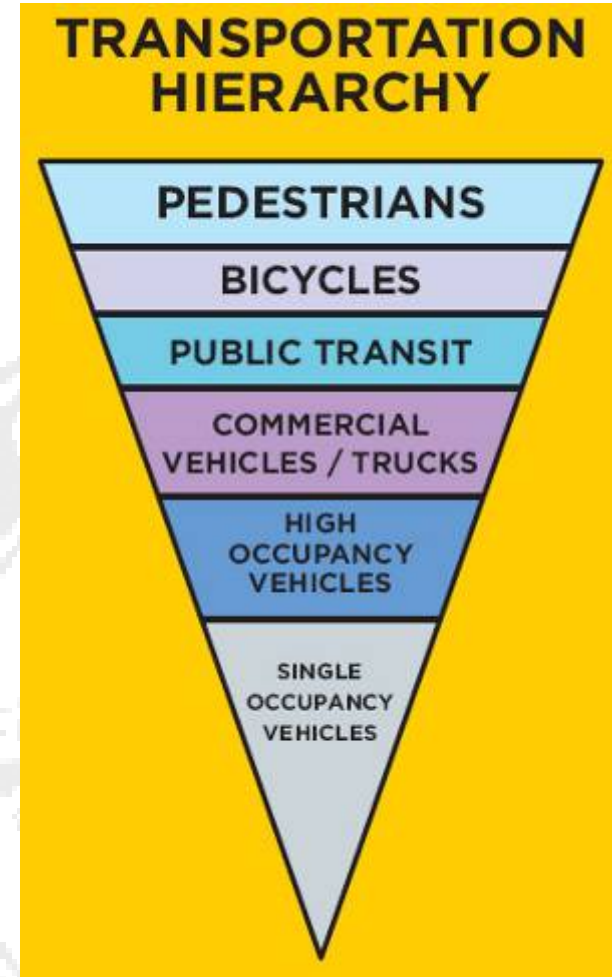 TRANSPORTATION
HIERARCHY
PEDESTRIANS
BICYCLES
PUBLIC TRANSIT
COMMERCIAL
VEHICLES / TRUCKS
HIGH
OCCUPANCY
VEHICLES
SINGLE
OCCUPANCY
VEHICLES